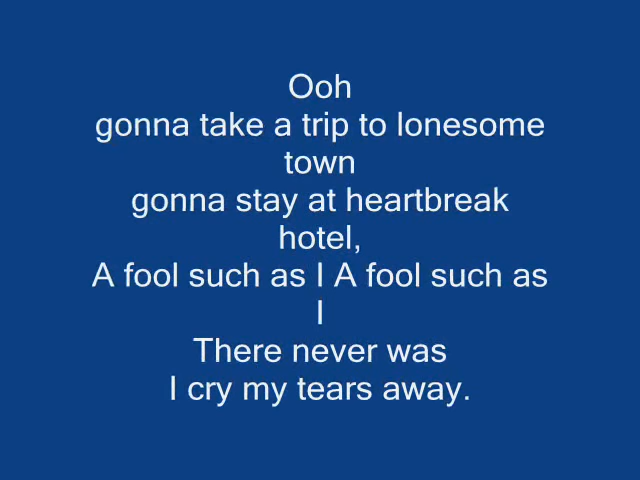 Ooh
gonna take a trip to lonesome
town
gonna stay at heartbreak
hotel,
A fool such as I A fool such as
I
There never was
I cry my tears away.